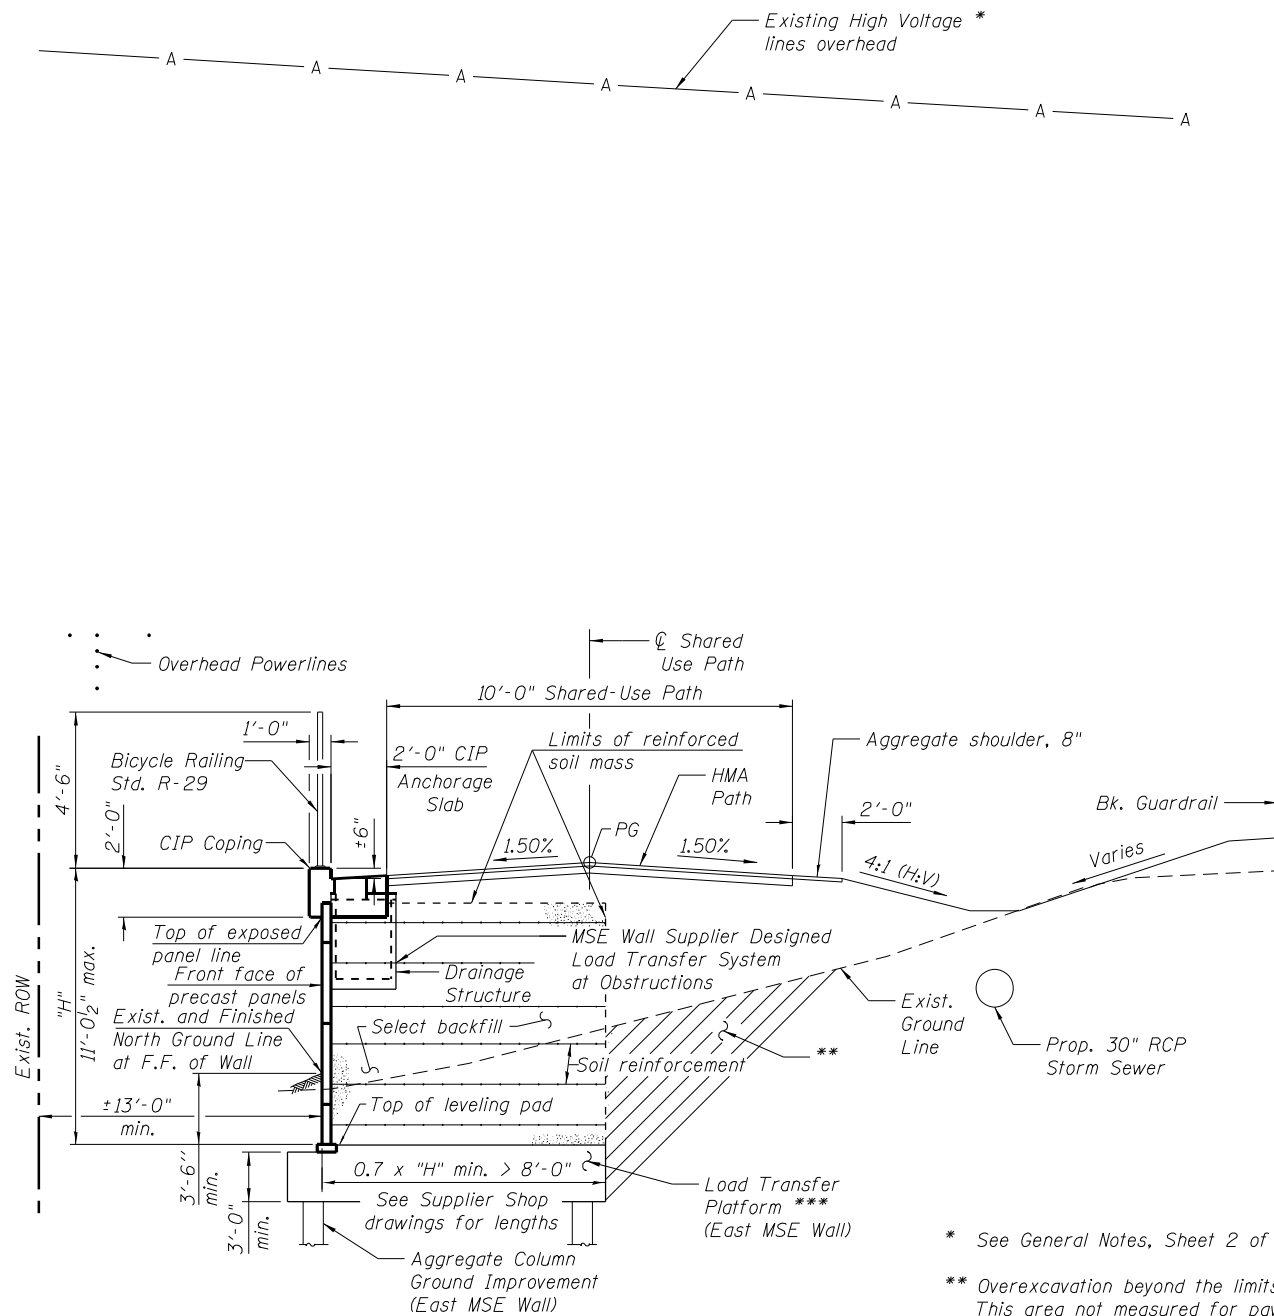 Existing High Voltage *
lines overhead
A A A A A A A A
Overhead Powerlines
℄ Shared
Use Path
10'-0" Shared-Use Path
1'-0"
Bicycle Railing
Std. R-29
2'-0" CIP
Anchorage
Slab
Limits of reinforced
soil mass
HMA
Path
Aggregate shoulder, 8"
Bk. Guardrail
4'-6"
2'-0"
±6"
PG
2'-0"
CIP Coping
1.50%
1.50%
4:1 (H:V)
Varies
Top of exposed
panel line
Front face of
precast panels
Exist. and Finished
North Ground Line
at F.F. of Wall
Drainage
Structure
MSE Wall Supplier Designed
Load Transfer System
at Obstructions
Select backfill
Soil reinforcement
**
Exist.
Ground
Line
Prop. 30" RCP
Storm Sewer
Exist. ROW
"H"
11'-0½" max.
±13'-0"
min.
Top of leveling pad
3'-6"
min.
3'-0"
min.
0.7 x "H" min. > 8'-0"
See Supplier Shop
drawings for lengths
Load Transfer
Platform ***
(East MSE Wall)
Aggregate Column
Ground Improvement
(East MSE Wall)
* See General Notes, Sheet 2 of
** Overexcavation beyond the limits
This area not measured for pay